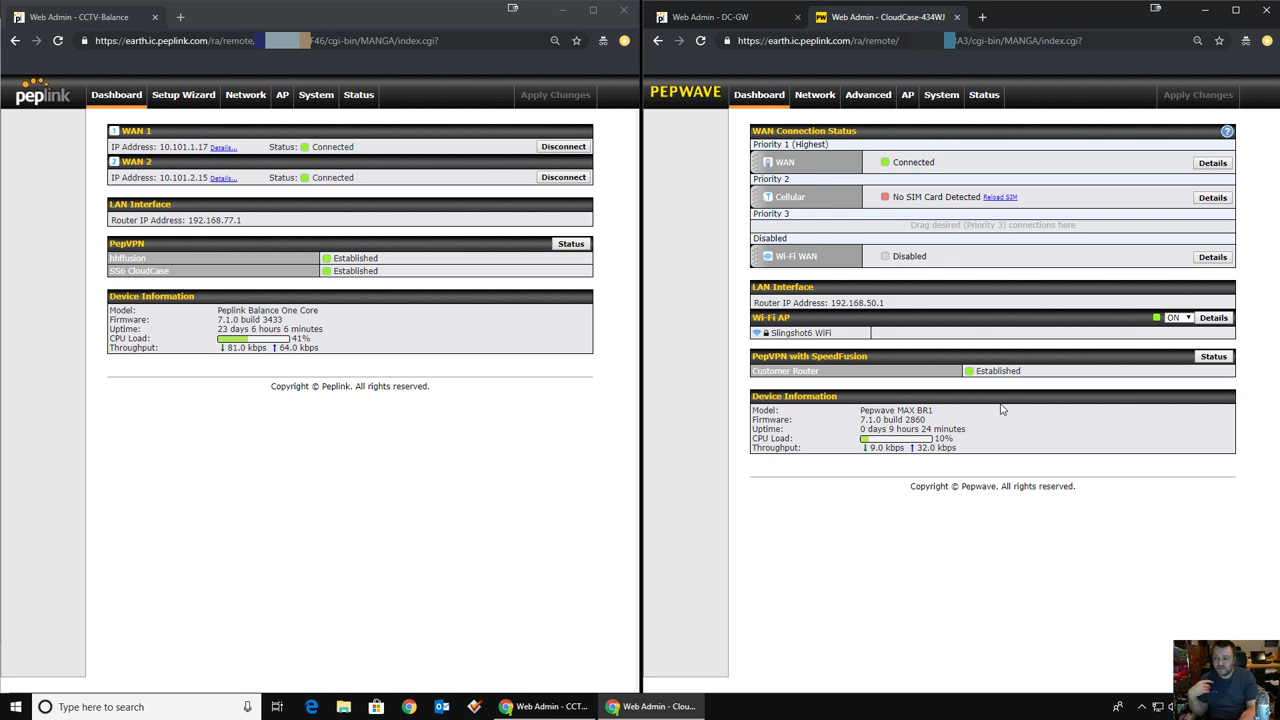 Web Admin - CCTV-Balance
https://earth.ic.peplink.com/ra/remote/ F46/cgi-bin/MANGA/index.cgi?
peplink
Dashboard Setup Wizard Network AP System Status Apply Changes
1 WAN 1
IP Address: 10.101.1.17 Details... Status: Connected Disconnect
2 WAN 2
IP Address: 10.101.2.15 Details... Status: Connected Disconnect
LAN Interface
Router IP Address: 192.168.77.1
PepVPN Status
hhffusion Established
SS6 CloudCase Established
Device Information
Model: Peplink Balance One Core
Firmware: 7.1.0 build 3433
Uptime: 23 days 6 hours 6 minutes
CPU Load: 41%
Throughput: 81.0 kbps 64.0 kbps
Copyright © Peplink. All rights reserved.
Web Admin - DC-GW
Web Admin - CloudCase-434WJ
https://earth.ic.peplink.com/ra/remote/ 3A3/cgi-bin/MANGA/index.cgi?
PEPWAVE
Dashboard Network Advanced AP System Status Apply Changes
WAN Connection Status ?
Priority 1 (Highest)
WAN Connected Details
Priority 2
Cellular No SIM Card Detected Reload SIM Details
Priority 3
Drag desired (Priority 3) connections here
Disabled
Wi-Fi WAN Disabled Details
LAN Interface
Router IP Address: 192.168.50.1
Wi-Fi AP ON Details
Slingshot6 WiFi
PepVPN with SpeedFusion Status
Customer Router Established
Device Information
Model: Pepwave MAX BR1
Firmware: 7.1.0 build 2860
Uptime: 0 days 9 hours 24 minutes
CPU Load: 10%
Throughput: 9.0 kbps 32.0 kbps
Copyright © Pepwave. All rights reserved.
Type here to search
Web Admin - CCT...
Web Admin - Clou...